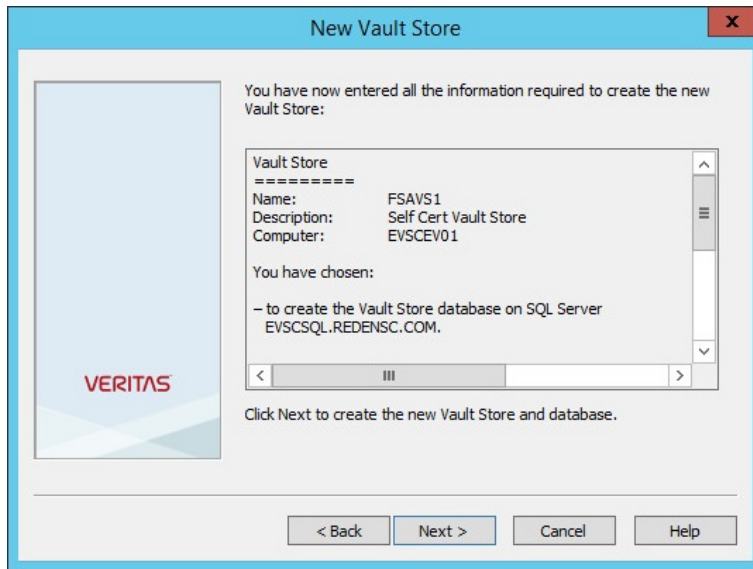 New Vault Store
x
You have now entered all the information required to create the new
Vault Store:
Vault Store
=========
Name: FSAVS1
Description: Self Cert Vault Store
Computer: EVSCEV01
You have chosen:
– to create the Vault Store database on SQL Server
EVSCSQL.REDENSC.COM.
VERITAS
Click Next to create the new Vault Store and database.
< Back Next > Cancel Help